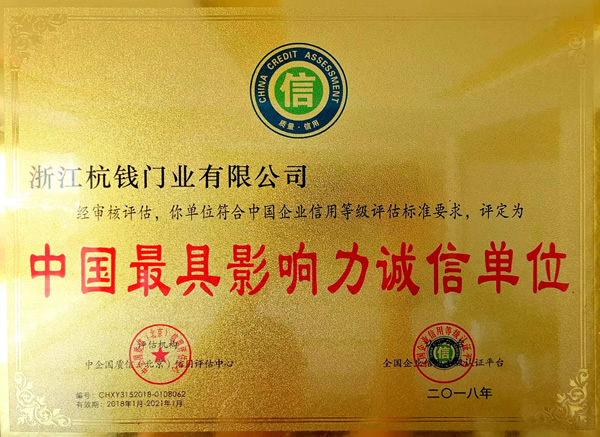 CHINA CREDIT ASSESSMENT
信
质量·信用
浙江杭钱门业有限公司
经审核评估，你单位符合中国企业信用等级评估标准要求，评定为
中国最具影响力诚信单位
评估机构
中企国质信（北京）信用评估中心
全国企业信用等级认证平台
编号：CHXY3152018-0108062
有效期：2018年1月-2021年1月
二〇一八年